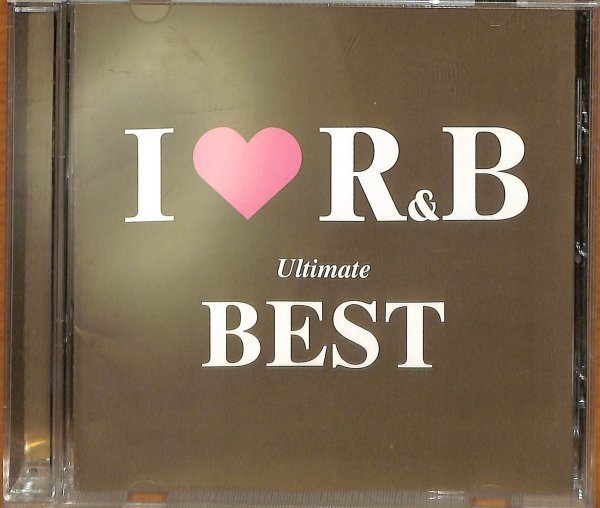 I ♥ R&B
Ultimate
BEST